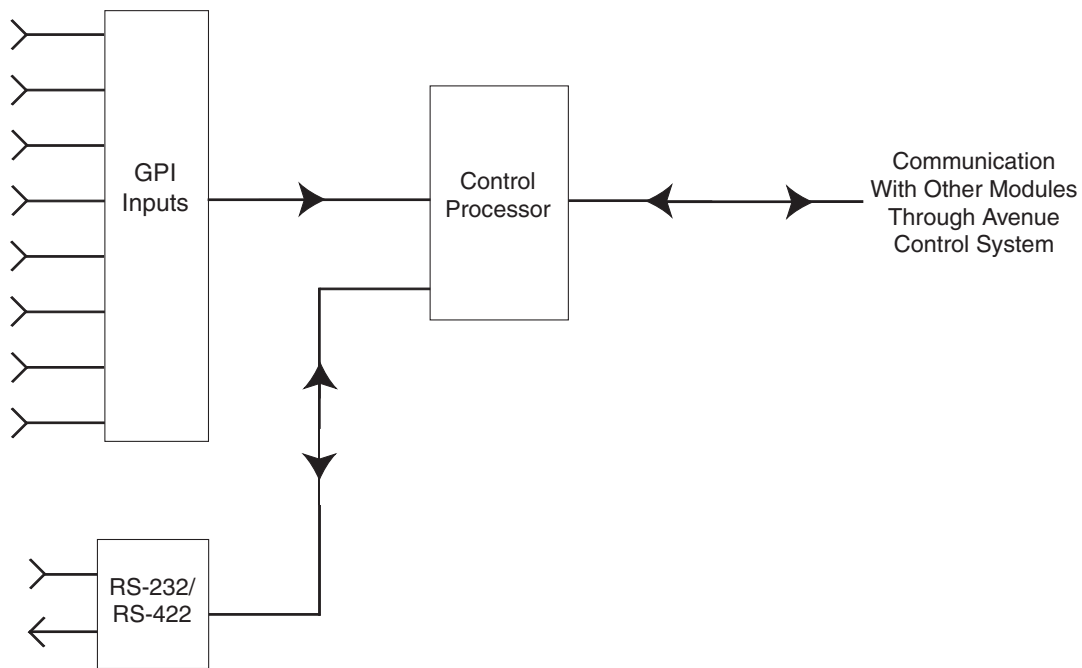 GPI
Inputs
Control
Processor
Communication
With Other Modules
Through Avenue
Control System
RS-232/
RS-422